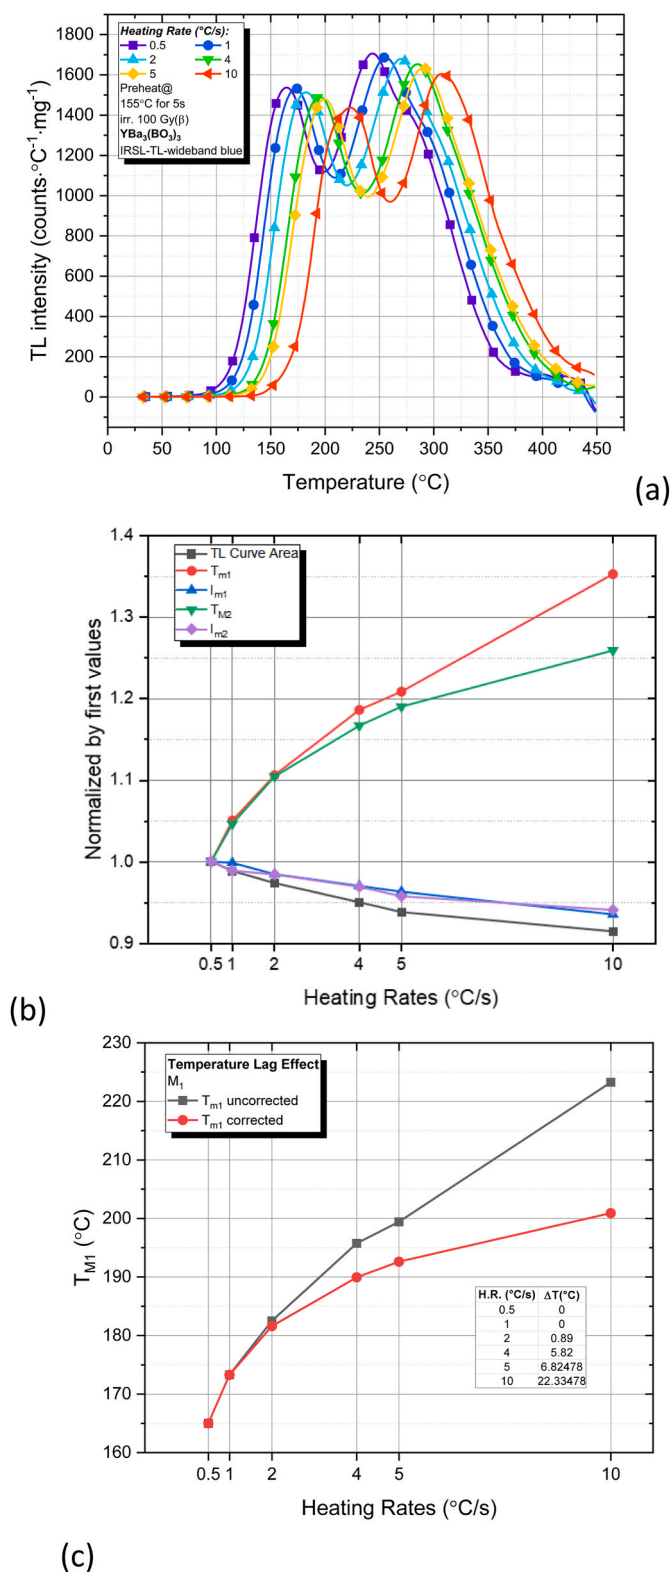 1800
1600
1400
1200
1000
800
600
400
200
0
TL intensity (counts·°C⁻¹·mg⁻¹)
Heating Rate (°C/s):
0.5 1
2 4
5 10
Preheat@
155°C for 5s
irr. 100 Gy(β)
YBa₃(BO₃)₃
IRSL-TL-wideband blue
0 50 100 150 200 250 300 350 400 450
Temperature (°C)
(a)
1.4
1.3
1.2
1.1
1.0
0.9
Normalized by first values
TL Curve Area
Tm1
Im1
TM2
Im2
0.5 1 2 4 5 10
Heating Rates (°C/s)
(b)
230
220
210
200
190
180
170
160
TM1 (°C)
Temperature Lag Effect
M₁
Tm1 uncorrected
Tm1 corrected
H.R. (°C/s) ΔT(°C)
0.5 0
1 0
2 0.89
4 5.82
5 6.82478
10 22.33478
0.5 1 2 4 5 10
Heating Rates (°C/s)
(c)